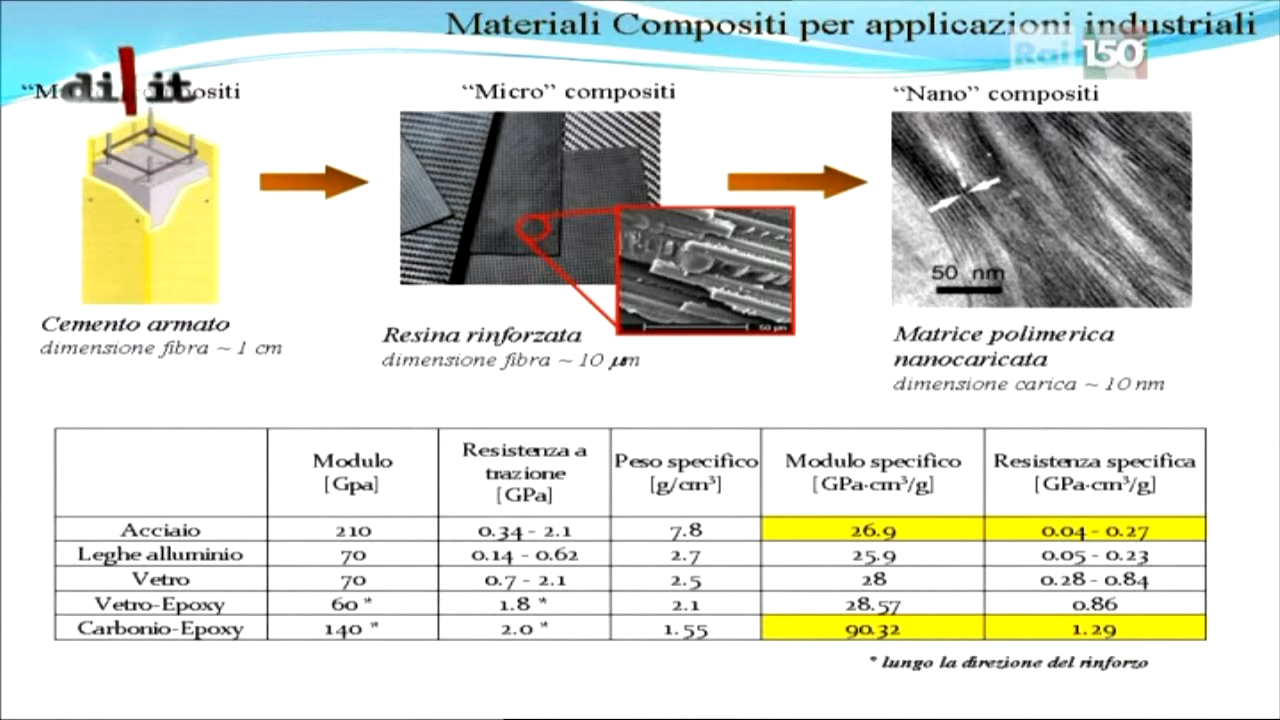 Materiali Compositi per applicazioni industriali
Rai 150
di it
"Micro" compositi
"Nano" compositi
50 nm
50 µm
Cemento armato
dimensione fibra ~ 1 cm
Resina rinforzata
dimensione fibra ~ 10 µm
Matrice polimerica
nanocaricata
dimensione carica ~ 10 nm
Modulo
[Gpa]
Resistenza a
trazione
[GPa]
Peso specifico
[g/cm³]
Modulo specifico
[GPa·cm³/g]
Resistenza specifica
[GPa·cm³/g]
Acciaio 210 0.34 - 2.1 7.8 26.9 0.04 - 0.27
Leghe alluminio 70 0.14 - 0.62 2.7 25.9 0.05 - 0.23
Vetro 70 0.7 - 2.1 2.5 28 0.28 - 0.84
Vetro-Epoxy 60 * 1.8 * 2.1 28.57 0.86
Carbonio-Epoxy 140 * 2.0 * 1.55 90.32 1.29
* lungo la direzione del rinforzo